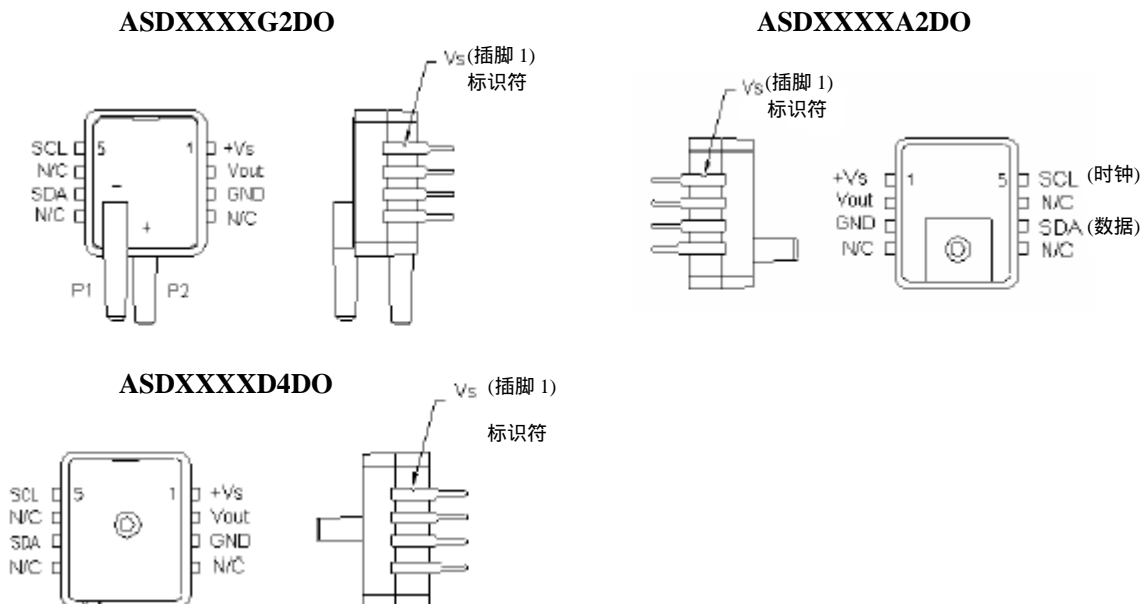 ASDXXXXG2DO
Vs(插脚 1)
标识符
SCL 5 1 +Vs
N/C Vout
SDA - GND
N/C + N/C
P1 P2
ASDXXXXA2DO
Vs(插脚 1)
标识符
+Vs 1 5 SCL (时钟)
Vout N/C
GND SDA (数据)
N/C N/C
ASDXXXXD4DO
Vs (插脚 1)
标识符
SCL 5 1 +Vs
N/C Vout
SDA GND
N/C N/C